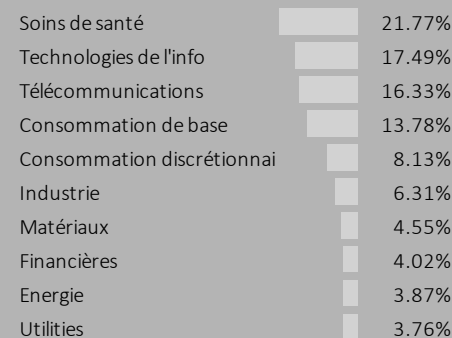 Soins de santé 21.77%
Technologies de l'info 17.49%
Télécommunications 16.33%
Consommation de base 13.78%
Consommation discrétionnai 8.13%
Industrie 6.31%
Matériaux 4.55%
Financières 4.02%
Energie 3.87%
Utilities 3.76%